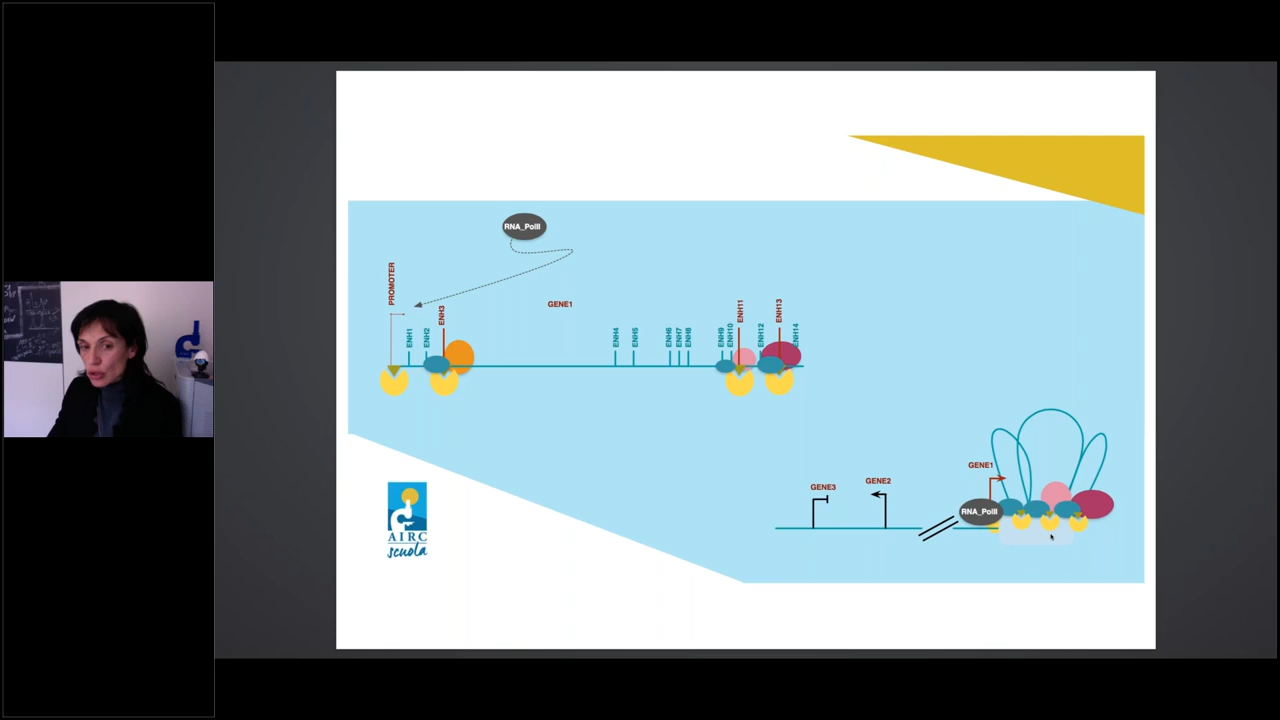 RNA_PolII
PROMOTER
GENE1
ENH1
ENH2
ENH3
ENH4
ENH5
ENH6
ENH7
ENH8
ENH9
ENH10
ENH11
ENH12
ENH13
ENH14
GENE3
GENE2
GENE1
RNA_PolII
AIRC
scuola